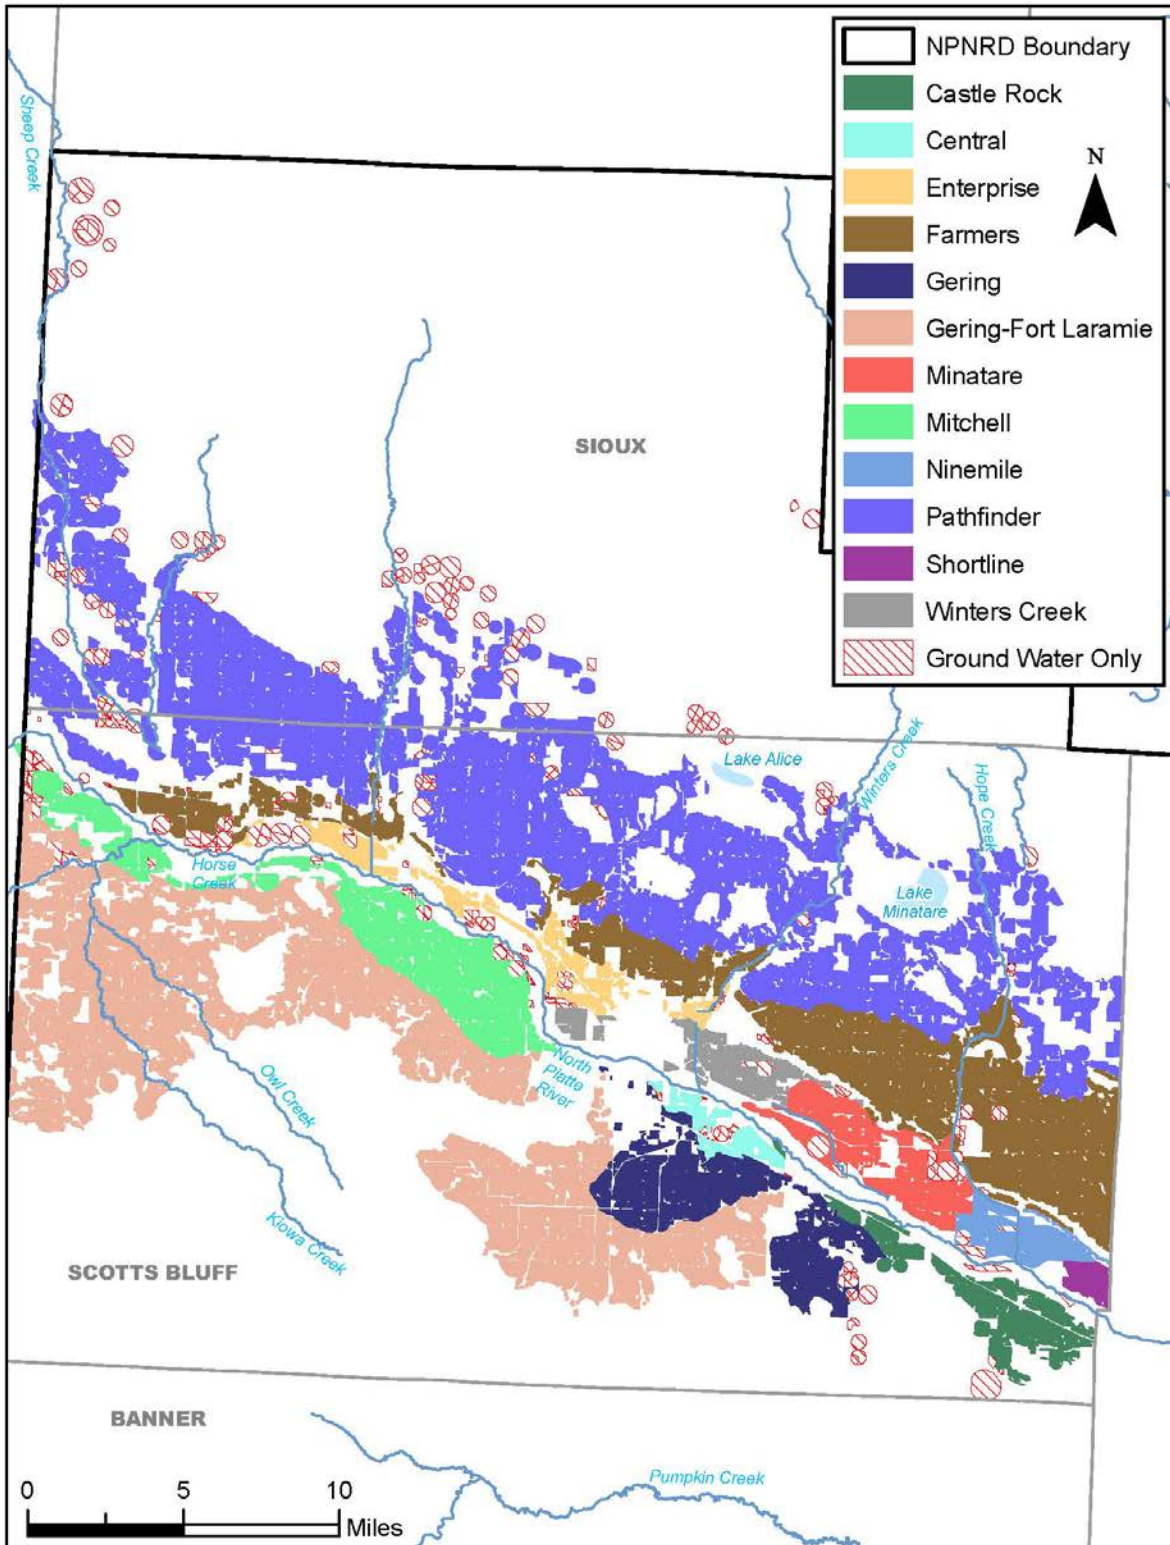 NPNRD Boundary
Castle Rock
Central
Enterprise
Farmers
Gering
Gering-Fort Laramie
Minatare
Mitchell
Ninemile
Pathfinder
Shortline
Winters Creek
Ground Water Only
N
Sheep Creek
SIOUX
Lake Alice
Winters Creek
Hope Creek
Lake
Minatare
Horse
Creek
North
Platte
River
Owl Creek
Kiowa Creek
SCOTTS BLUFF
BANNER
Pumpkin Creek
0 5 10
Miles